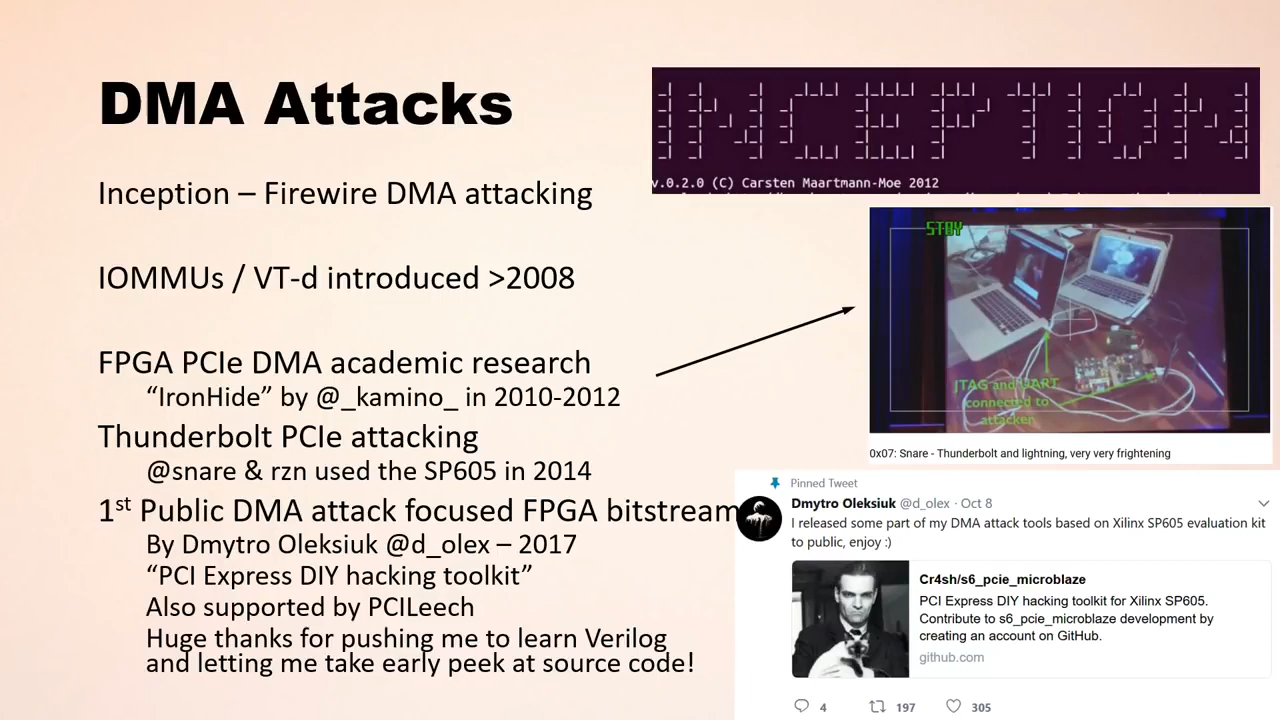 DMA Attacks
Inception – Firewire DMA attacking
IOMMUs / VT-d introduced >2008
FPGA PCIe DMA academic research
“IronHide” by @_kamino_ in 2010-2012
Thunderbolt PCIe attacking
@snare & rzn used the SP605 in 2014
1st Public DMA attack focused FPGA bitstream
By Dmytro Oleksiuk @d_olex – 2017
“PCI Express DIY hacking toolkit”
Also supported by PCILeech
Huge thanks for pushing me to learn Verilog
and letting me take early peek at source code!
INCEPTION
v.0.2.0 (C) Carsten Maartmann-Moe 2012
STBY
JTAG and UART
connected to
attacker
0x07: Snare - Thunderbolt and lightning, very very frightening
Pinned Tweet
Dmytro Oleksiuk @d_olex · Oct 8
I released some part of my DMA attack tools based on Xilinx SP605 evaluation kit
to public, enjoy :)
Cr4sh/s6_pcie_microblaze
PCI Express DIY hacking toolkit for Xilinx SP605.
Contribute to s6_pcie_microblaze development by
creating an account on GitHub.
github.com
4 197 305